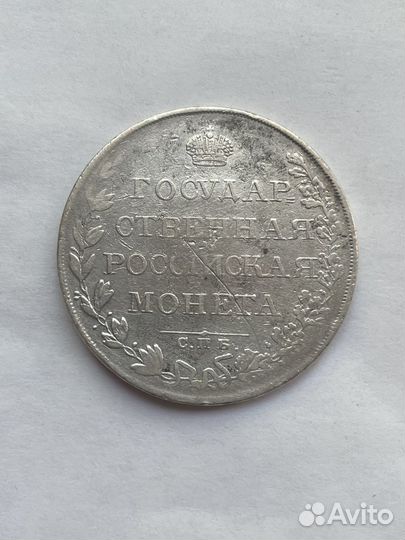 ГОСУДАР-
СТВЕННАЯ
РОССІЙСКАЯ
МОНЕТА
С.П.Б.
Avito